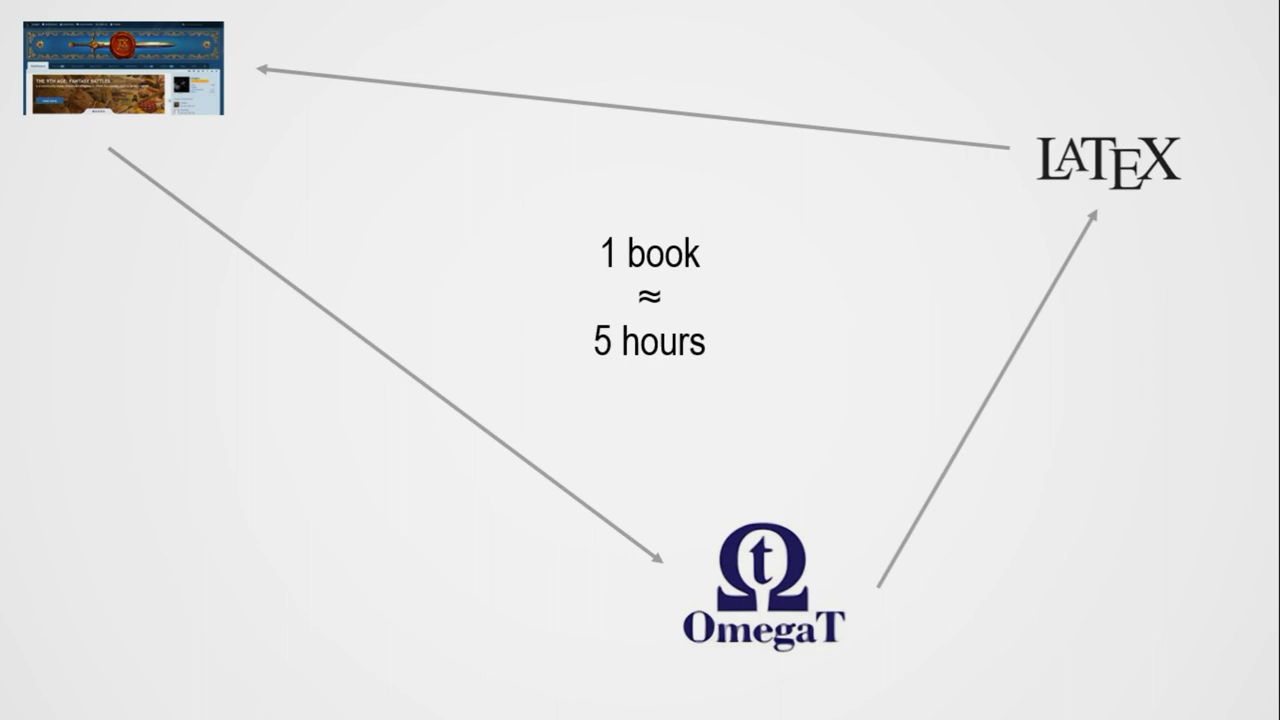 THE 9TH AGE: FANTASY BATTLES
LATEX
1 book
≈
5 hours
t
OmegaT